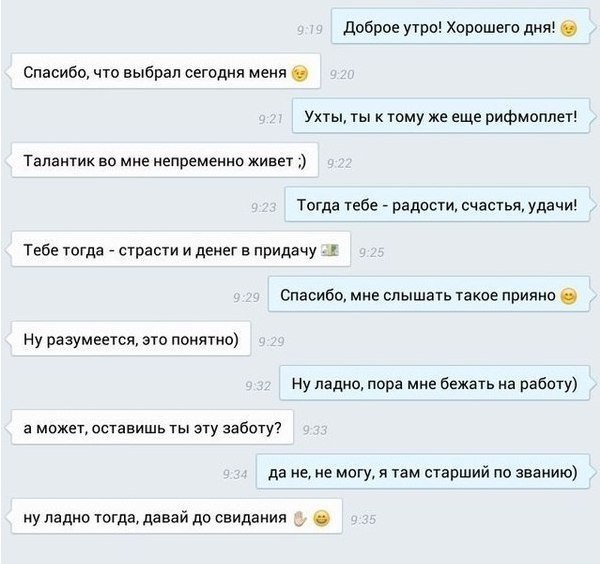 9:19 Доброе утро! Хорошего дня! 😉
Спасибо, что выбрал сегодня меня 😉 9:20
9:21 Ухты, ты к тому же еще рифмоплет!
Талантик во мне непременно живет ;) 9:22
9:23 Тогда тебе - радости, счастья, удачи!
Тебе тогда - страсти и денег в придачу 💵 9:25
9:29 Спасибо, мне слышать такое прияно 😊
Ну разумеется, это понятно) 9:29
9:32 Ну ладно, пора мне бежать на работу)
а может, оставишь ты эту заботу? 9:33
9:34 да не, не могу, я там старший по званию)
ну ладно тогда, давай до свидания ✋ 😄 9:35